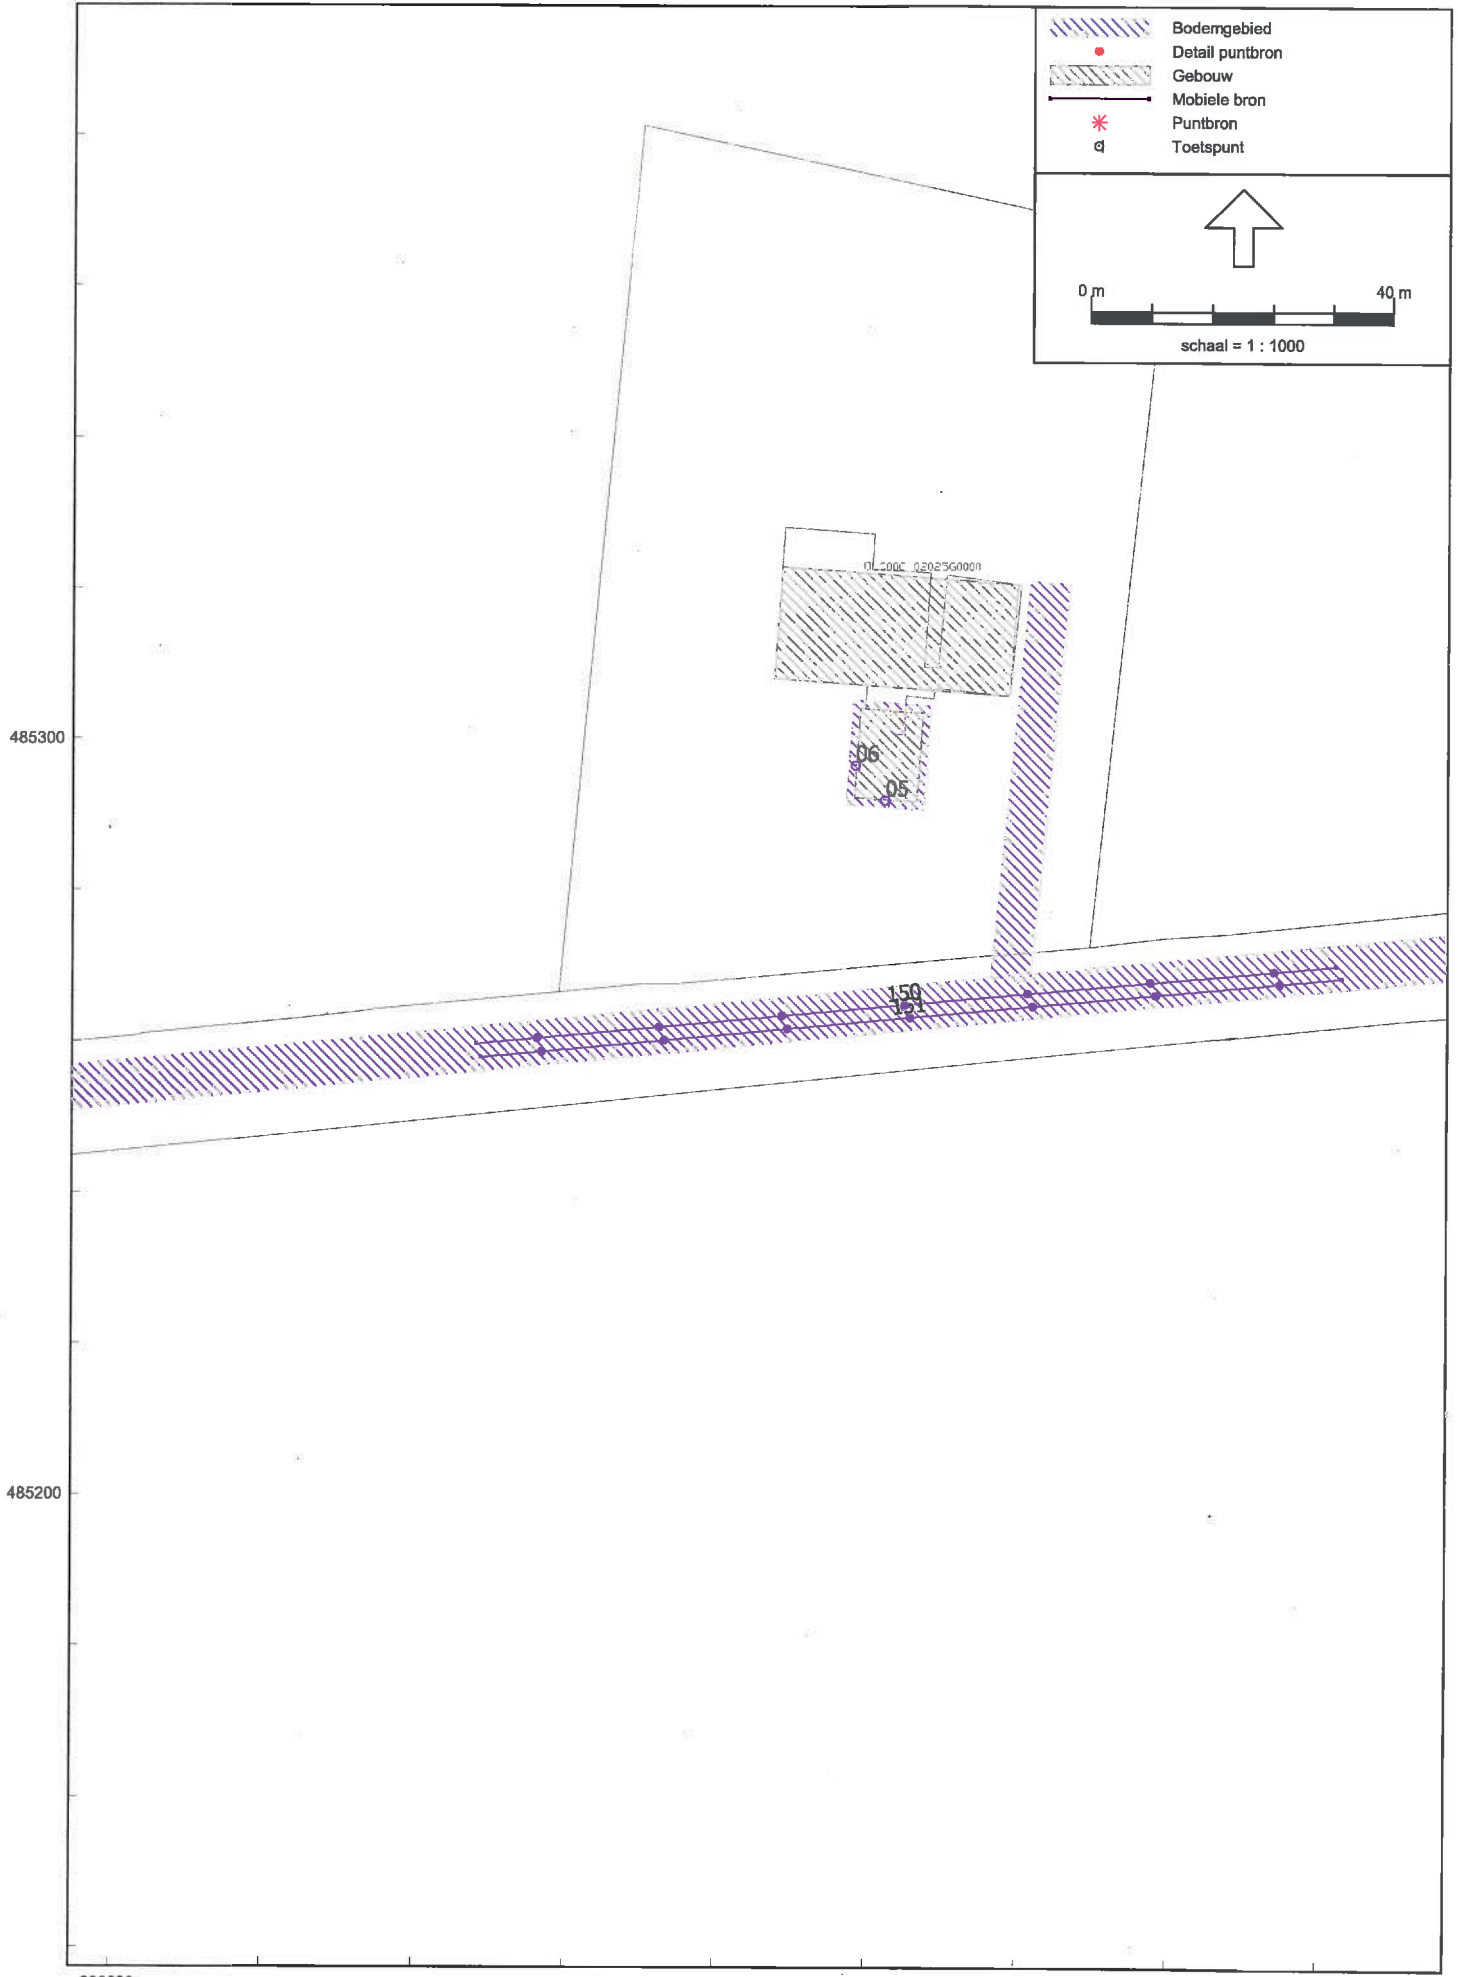 Bodemgebied
Detail puntbron
Gebouw
Mobiele bron
Puntbron
Toetspunt
0 m 40 m
schaal = 1 : 1000
485300
06
05
150
151
485200